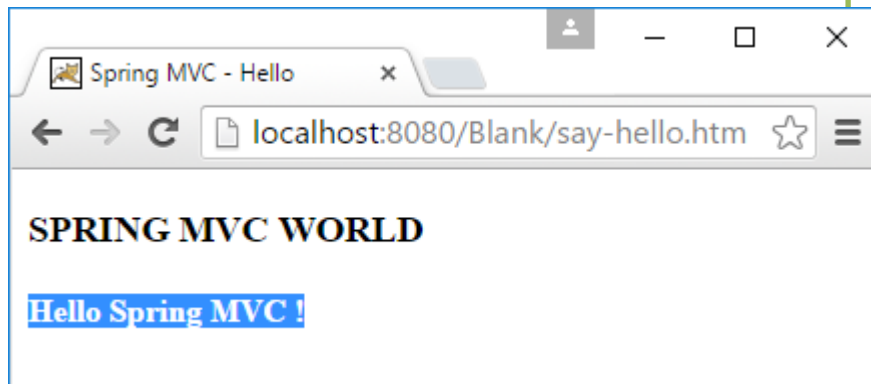 Spring MVC - Hello
localhost:8080/Blank/say-hello.htm
SPRING MVC WORLD
Hello Spring MVC !